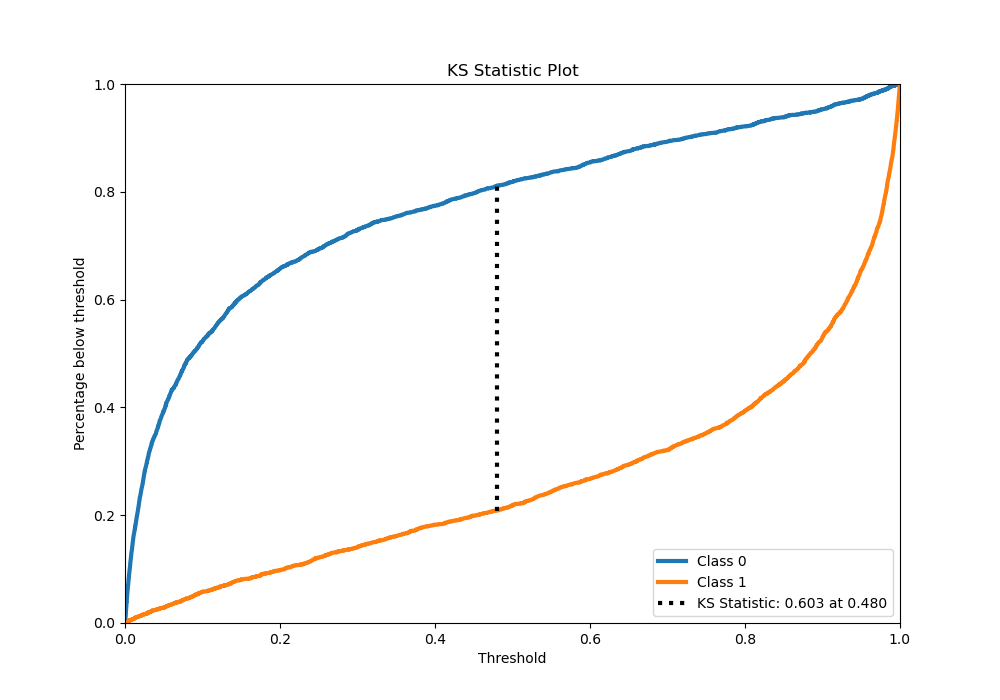 KS Statistic Plot
1.0
0.8
0.6
0.4
0.2
0.0
Percentage below threshold
0.0 0.2 0.4 0.6 0.8 1.0
Threshold
Class 0
Class 1
KS Statistic: 0.603 at 0.480